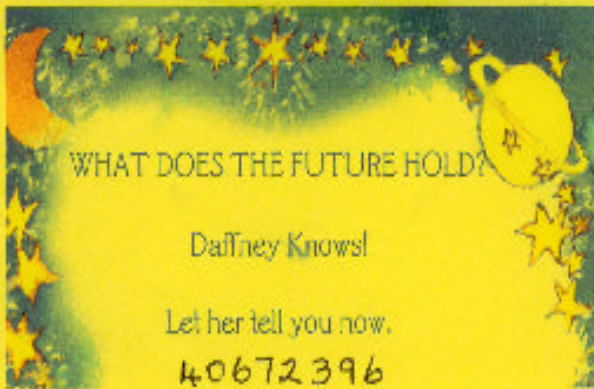 WHAT DOES THE FUTURE HOLD?
Daffney Knows!
Let her tell you now.
40672396